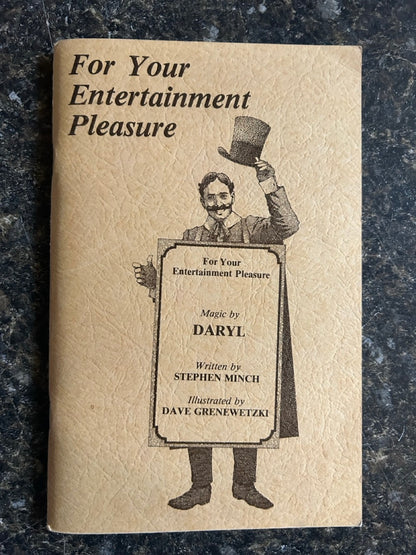 For Your
Entertainment
Pleasure
For Your
Entertainment Pleasure
Magic by
DARYL
Written by
STEPHEN MINCH
Illustrated by
DAVE GRENEWETZKI